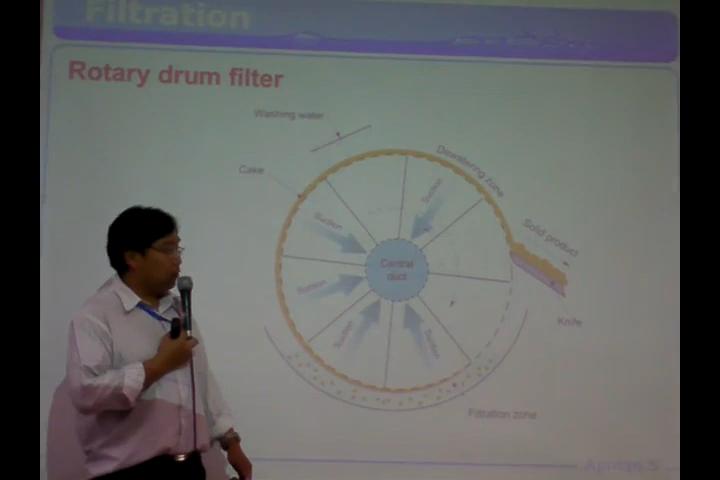 Filtration
Rotary drum filter
Washing water
Cake
Dewatering zone
Suction
Suction
Solid product
Central
duct
Suction
Suction
Suction
Knife
Filtration zone